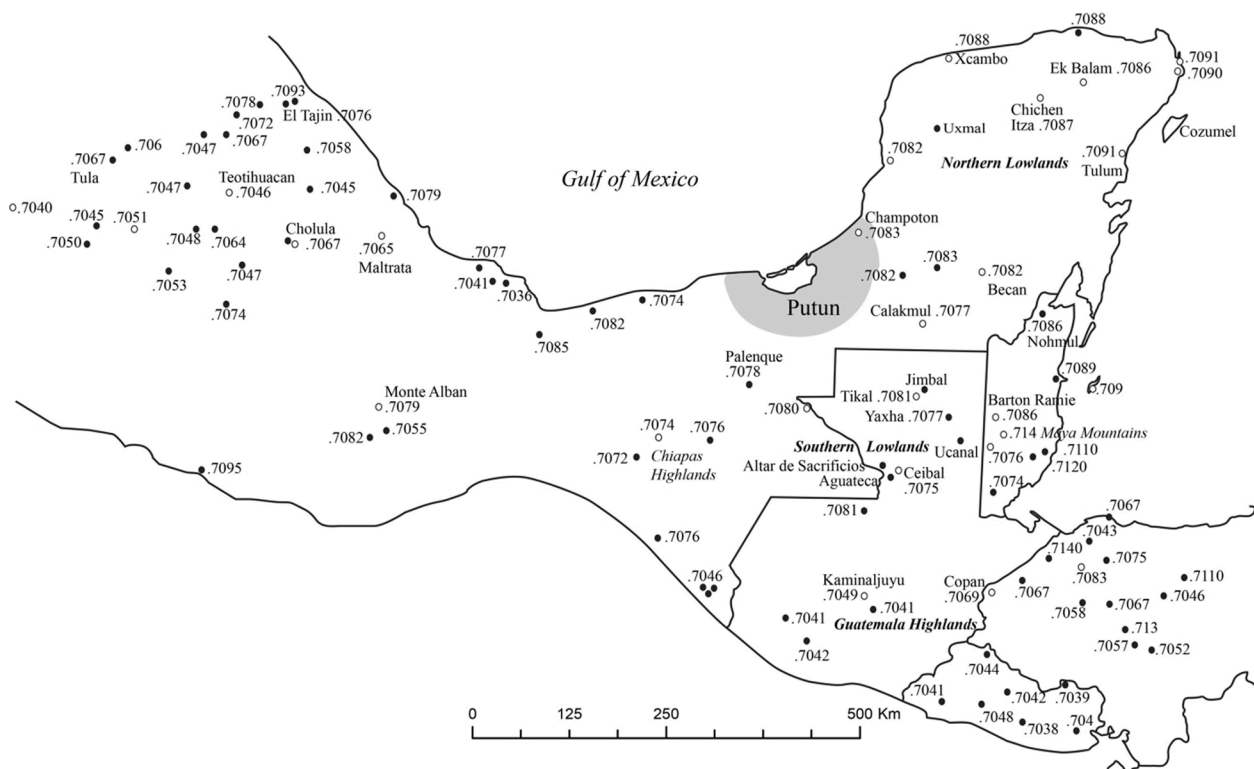 .7088
.7088
Xcambo
.7091
.7090
Ek Balam .7086
.7093
.7078
El Tajin .7076
.7072
Chichen
Itza .7087
Cozumel
Uxmal
.706
.7047
.7067
.7058
.7067
Tula
.7082
Northern Lowlands
.7091
Tulum
Teotihuacan
.7046
.7047
.7045
Gulf of Mexico
.7079
.7040
.7045
.7051
.7050
.7048
.7064
Cholula
.7067
.7065
Maltrata
Champoton
.7083
.7053
.7047
.7077
.7041
.7036
.7083
.7082
.7082
Becan
.7074
.7074
.7082
Putun
Calakmul .7077
.7086
Nohmul
.7085
Palenque
.7078
.7089
.709
Jimbal
Tikal .7081
Monte Alban
.7079
.7080
Yaxha .7077
Barton Ramie
.7086
.7055
.7082
.7074
.7076
.714 Maya Mountains
Southern Lowlands
Ucanal
.7076
.7110
.7120
.7072
Chiapas
Highlands
Altar de Sacrificios
Aguateca
Ceibal
.7075
.7095
.7074
.7081
.7067
.7043
.7076
.7140
.7075
.7083
.7110
.7046
Kaminaljuyu
.7049
Copan
.7069
.7067
.7046
.7041
.7041
.7058
.7067
Guatemala Highlands
.713
.7042
.7057
.7052
.7044
.7041
.7042
.7039
.7048
.7038
.704
0 125 250 500 Km